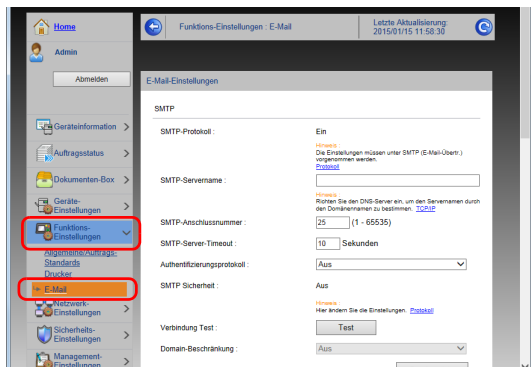 Home
Funktions-Einstellungen : E-Mail
Letzte Aktualisierung:
2015/01/15 11:58:30
Admin
Abmelden
Geräteinformation
Auftragsstatus
Dokumenten-Box
Geräte-
Einstellungen
Funktions-
Einstellungen
Allgemeine/Auftrags-
Standards
Drucker
E-Mail
Netzwerk-
Einstellungen
Sicherheits-
Einstellungen
Management-
Einstellungen
E-Mail-Einstellungen
SMTP
SMTP-Protokoll : Ein
Hinweis :
Die Einstellungen müssen unter SMTP (E-Mail-Übertr.)
vorgenommen werden.
Protokoll
SMTP-Servername :
Hinweis :
Richten Sie den DNS-Server ein, um den Servernamen durch
den Domänennamen zu bestimmen. TCP/IP
SMTP-Anschlussnummer : 25 (1 - 65535)
SMTP-Server-Timeout : 10 Sekunden
Authentifizierungsprotokoll : Aus
SMTP Sicherheit : Aus
Hinweis :
Hier ändern Sie die Einstellungen. Protokoll
Verbindung Test : Test
Domain-Beschränkung : Aus